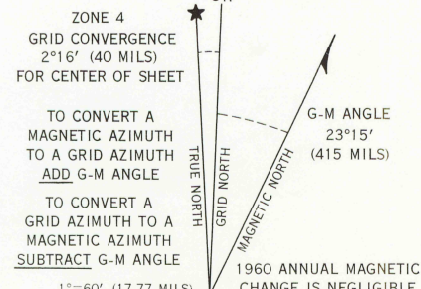 ZONE 4
GRID CONVERGENCE
2°16' (40 MILS)
FOR CENTER OF SHEET
TO CONVERT A
MAGNETIC AZIMUTH
TO A GRID AZIMUTH
ADD G-M ANGLE
TO CONVERT A
GRID AZIMUTH TO A
MAGNETIC AZIMUTH
SUBTRACT G-M ANGLE
TRUE NORTH
GRID NORTH
MAGNETIC NORTH
G-M ANGLE
23°15'
(415 MILS)
1960 ANNUAL MAGNETIC
CHANGE IS NEGLIGIBLE
1°=60' (17.77 MILS)